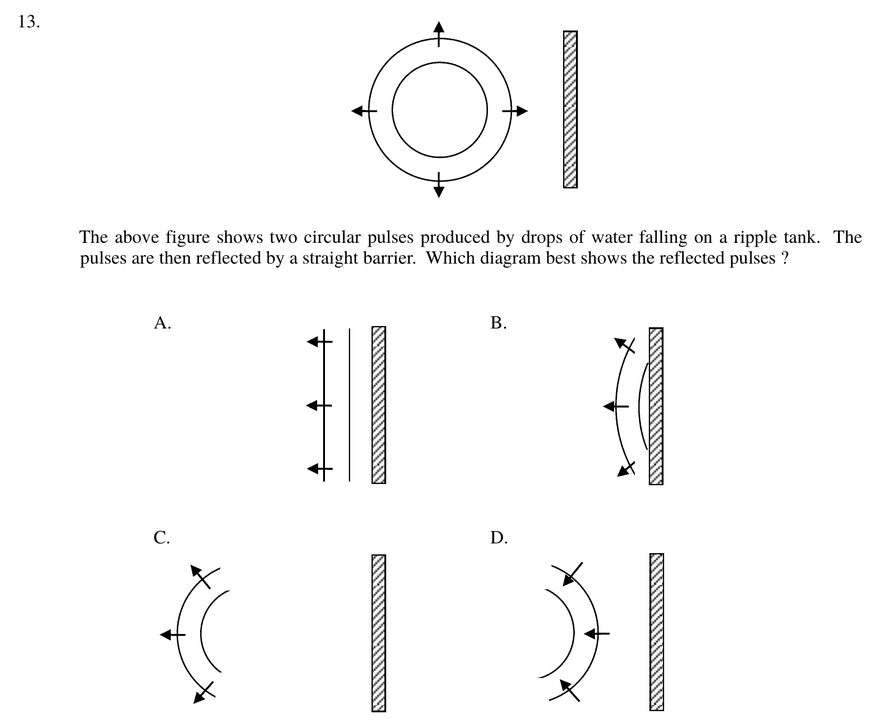 13.
The above figure shows two circular pulses produced by drops of water falling on a ripple tank. The
pulses are then reflected by a straight barrier. Which diagram best shows the reflected pulses ?
A.
B.
C.
D.